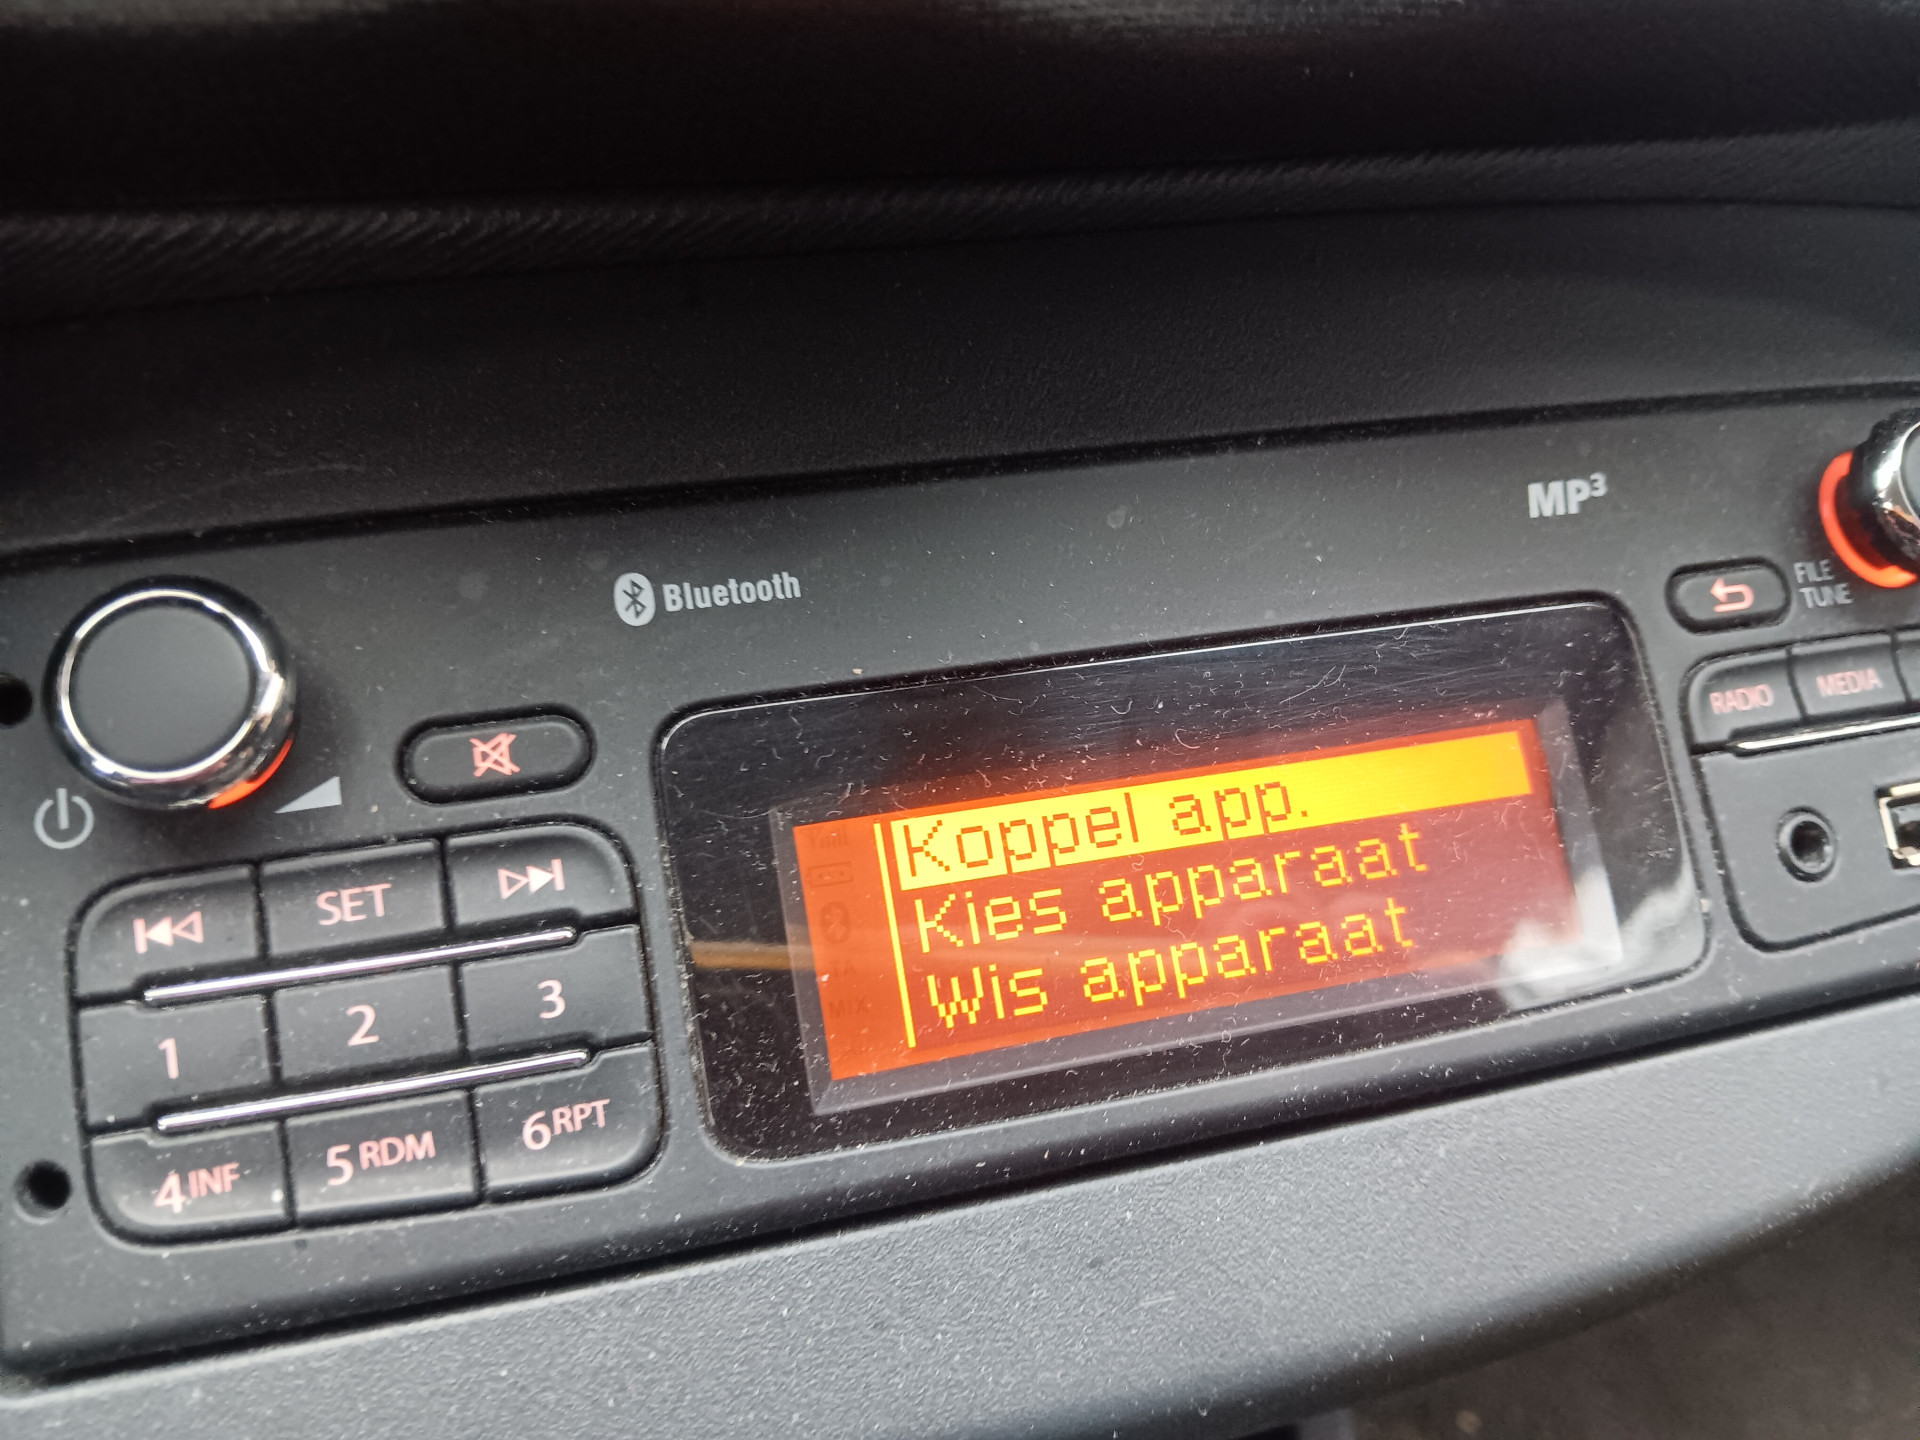 Bluetooth
MP3
FILE
TUNE
RADIO
MEDIA
SET
1
2
3
4 INF
5 RDM
6 RPT
Koppel app.
Kies apparaat
Wis apparaat
MIX